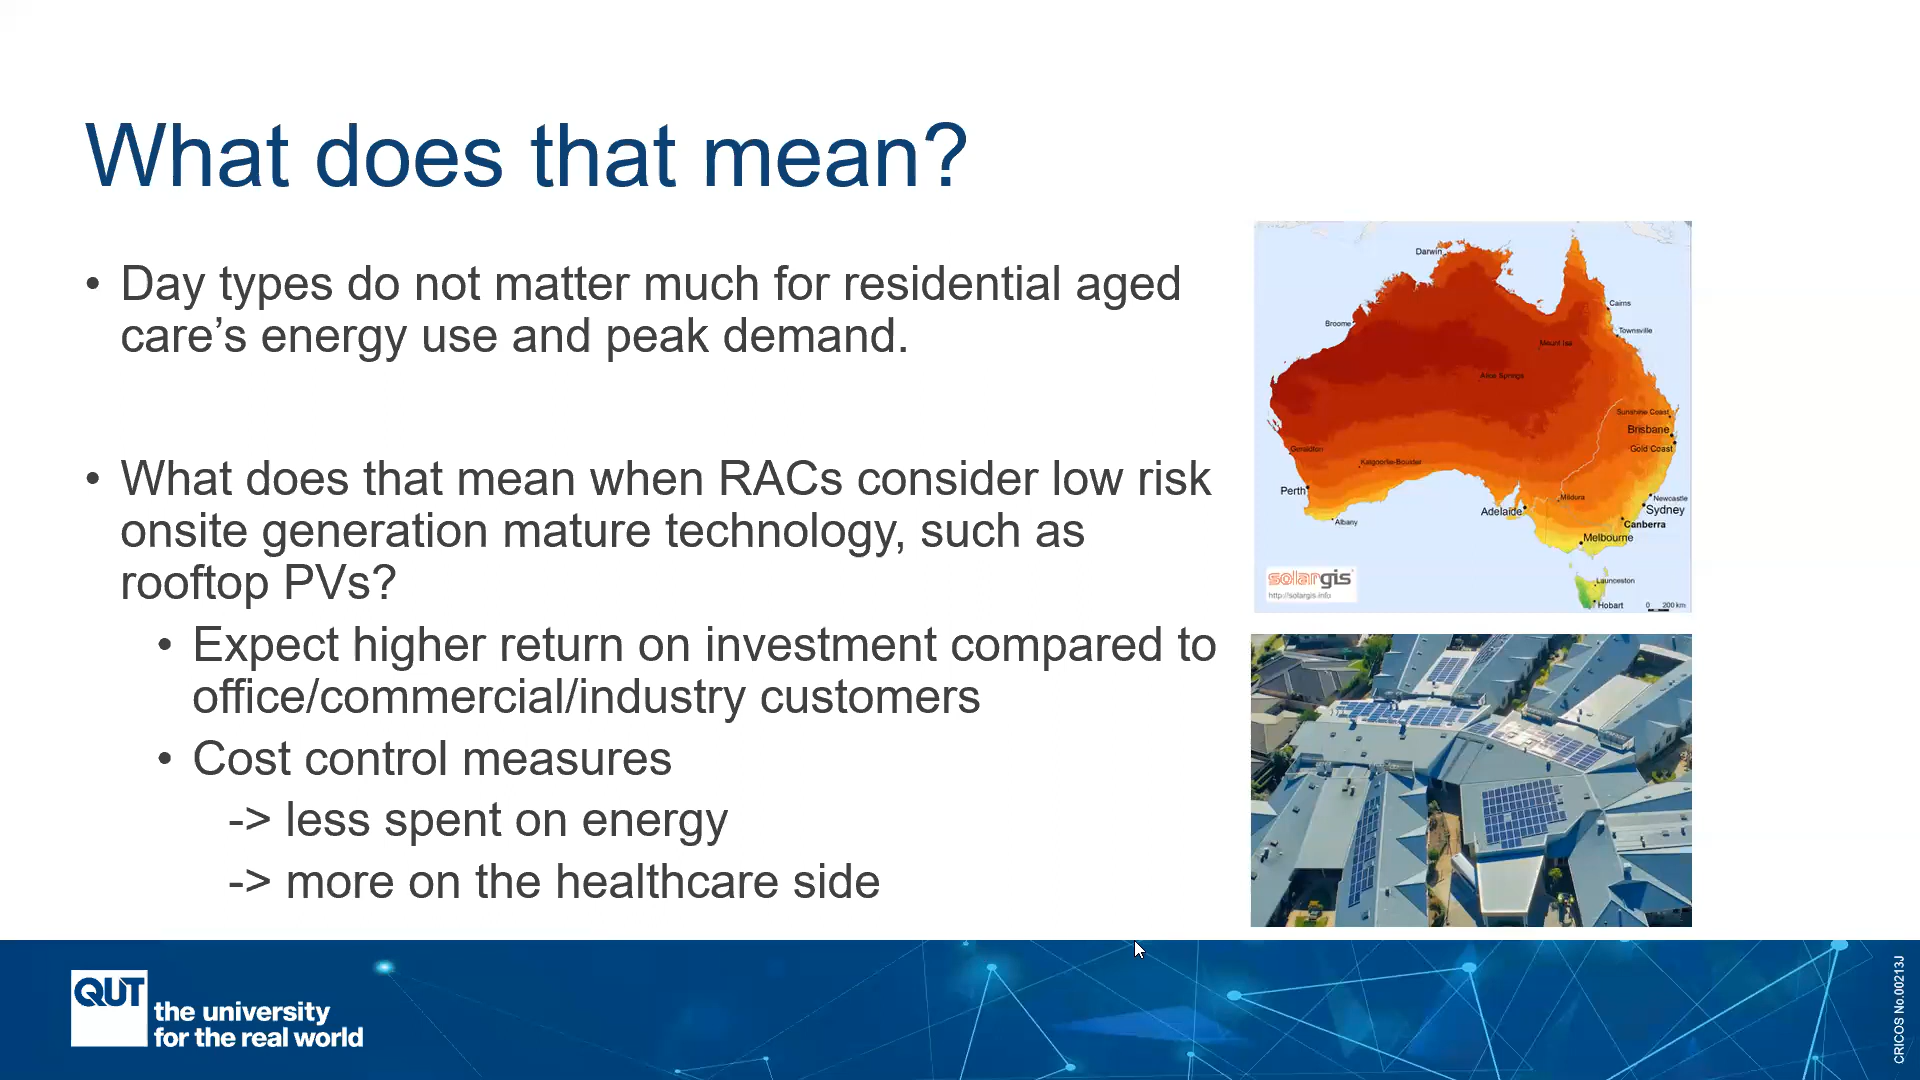 What does that mean?
• Day types do not matter much for residential aged
care’s energy use and peak demand.
• What does that mean when RACs consider low risk
onsite generation mature technology, such as
rooftop PVs?
• Expect higher return on investment compared to
office/commercial/industry customers
• Cost control measures
-> less spent on energy
-> more on the healthcare side
Darwin
Cairns
Broome
Townsville
Mount Isa
Alice Springs
Sunshine Coast
Brisbane
Gold Coast
Geraldton
Kalgoorlie-Boulder
Perth
Mildura
Newcastle
Adelaide
Sydney
Albany
Canberra
Melbourne
solargis
http://solargis.info
Launceston
Hobart
0 200 km
QUT
the university
for the real world
CRICOS No.00213J